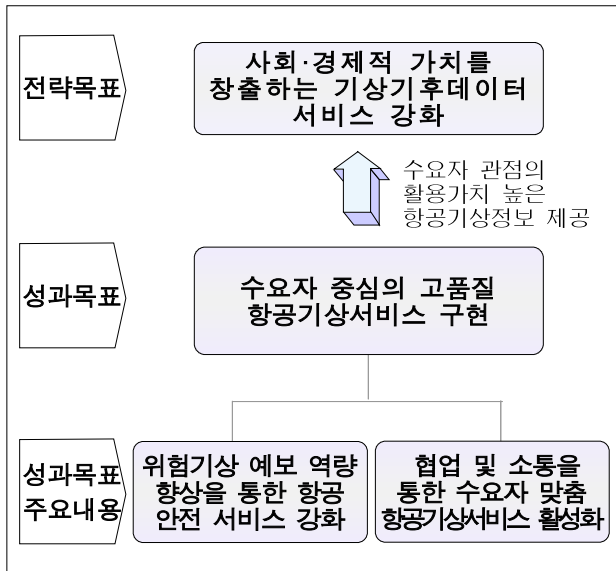 전략목표
사회·경제적 가치를
창출하는 기상기후데이터
서비스 강화
수요자 관점의
활용가치 높은
항공기상정보 제공
성과목표
수요자 중심의 고품질
항공기상서비스 구현
성과목표
주요내용
위험기상 예보 역량
향상을 통한 항공
안전 서비스 강화
협업 및 소통을
통한 수요자 맞춤
항공기상서비스 활성화